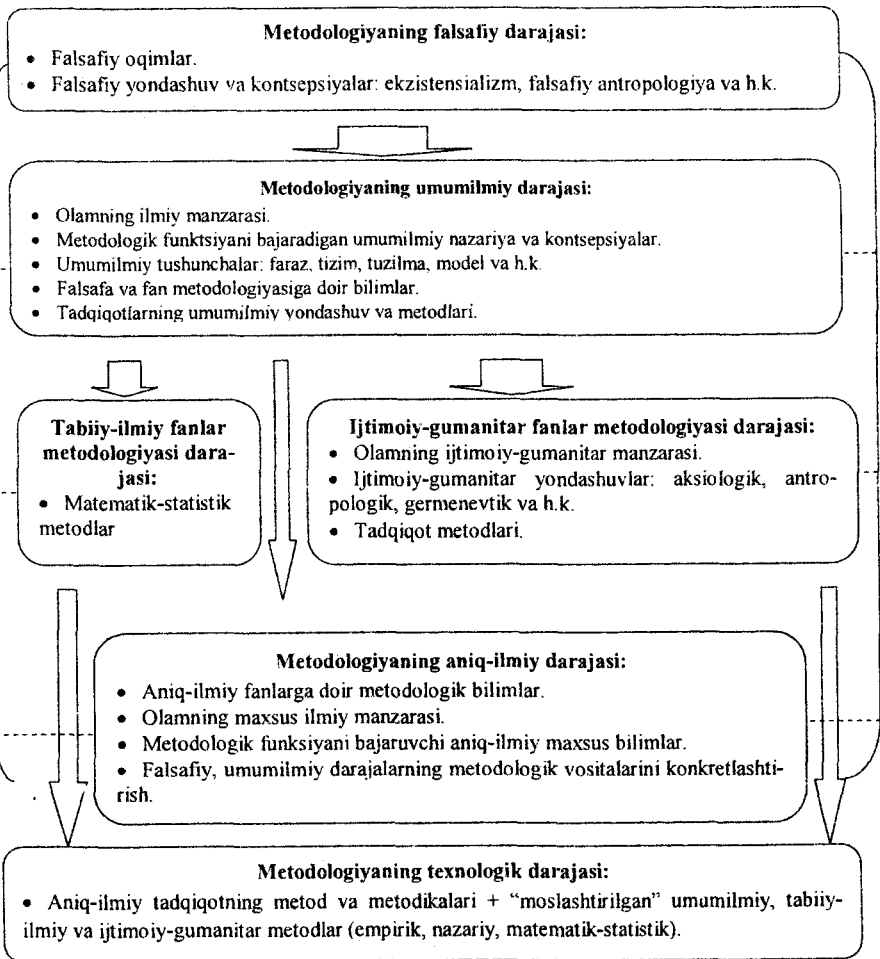 Metodologiyaning falsafiy darajasi:
• Falsafiy oqimlar.
• Falsafiy yondashuv va kontsepsiyalar: ekzistensializm, falsafiy antropologiya va h.k.
Metodologiyaning umumilmiy darajasi:
• Olamning ilmiy manzarasi.
• Metodologik funktsiyani bajaradigan umumilmiy nazariya va kontsepsiyalar.
• Umumilmiy tushunchalar: faraz, tizim, tuzilma, model va h.k
• Falsafa va fan metodologiyasiga doir bilimlar.
• Tadqiqotlarning umumilmiy yondashuv va metodlari.
Tabiiy-ilmiy fanlar
metodologiyasi dara-
jasi:
• Matematik-statistik
metodlar
Ijtimoiy-gumanitar fanlar metodologiyasi darajasi:
• Olamning ijtimoiy-gumanitar manzarasi.
• Ijtimoiy-gumanitar yondashuvlar: aksiologik, antro-
pologik, germenevtik va h.k.
• Tadqiqot metodlari.
Metodologiyaning aniq-ilmiy darajasi:
• Aniq-ilmiy fanlarga doir metodologik bilimlar.
• Olamning maxsus ilmiy manzarasi.
• Metodologik funksiyani bajaruvchi aniq-ilmiy maxsus bilimlar.
• Falsafiy, umumilmiy darajalarning metodologik vositalarini konkretlashti-
rish.
Metodologiyaning texnologik darajasi:
• Aniq-ilmiy tadqiqotning metod va metodikalari + “moslashtirilgan” umumilmiy, tabiiy-
ilmiy va ijtimoiy-gumanitar metodlar (empirik, nazariy, matematik-statistik).